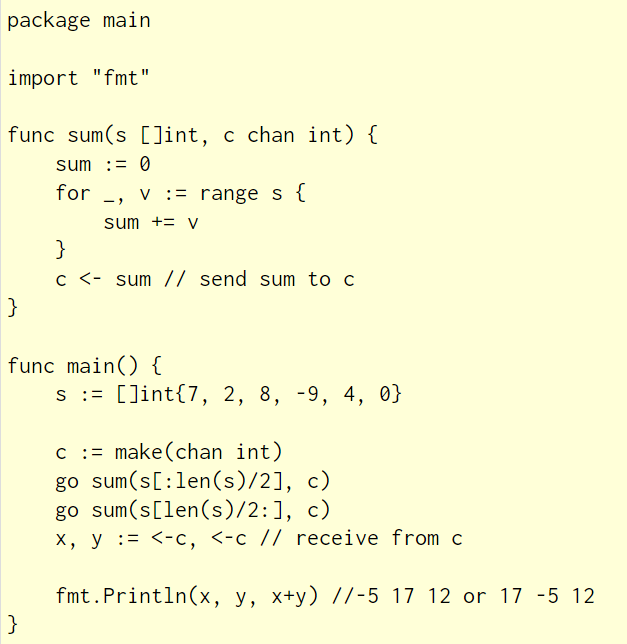 package main
import "fmt"
func sum(s []int, c chan int) {
    sum := 0
    for _, v := range s {
        sum += v
    }
    c <- sum // send sum to c
}
func main() {
    s := []int{7, 2, 8, -9, 4, 0}
    c := make(chan int)
    go sum(s[:len(s)/2], c)
    go sum(s[len(s)/2:], c)
    x, y := <-c, <-c // receive from c
    fmt.Println(x, y, x+y) //-5 17 12 or 17 -5 12
}